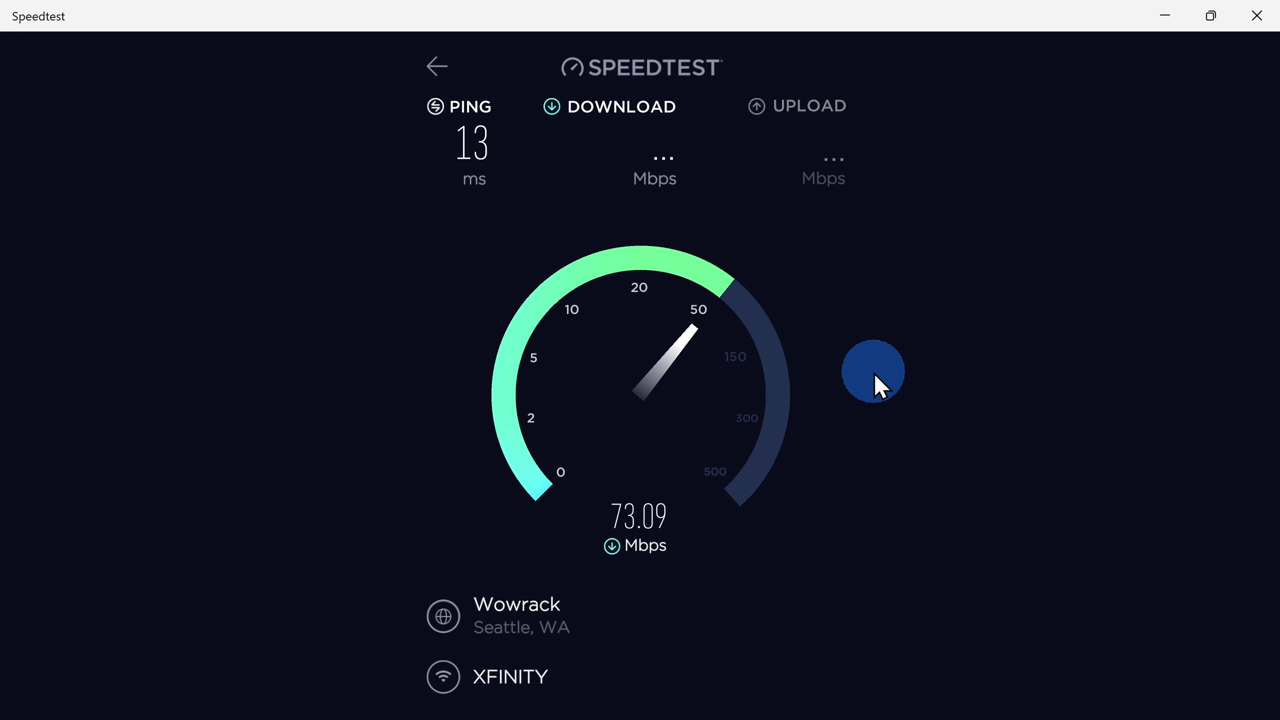 Speedtest
SPEEDTEST
PING
DOWNLOAD
UPLOAD
13
...
...
ms
Mbps
Mbps
20
10
50
5
150
2
300
0
500
73.09
Mbps
Wowrack
Seattle, WA
XFINITY